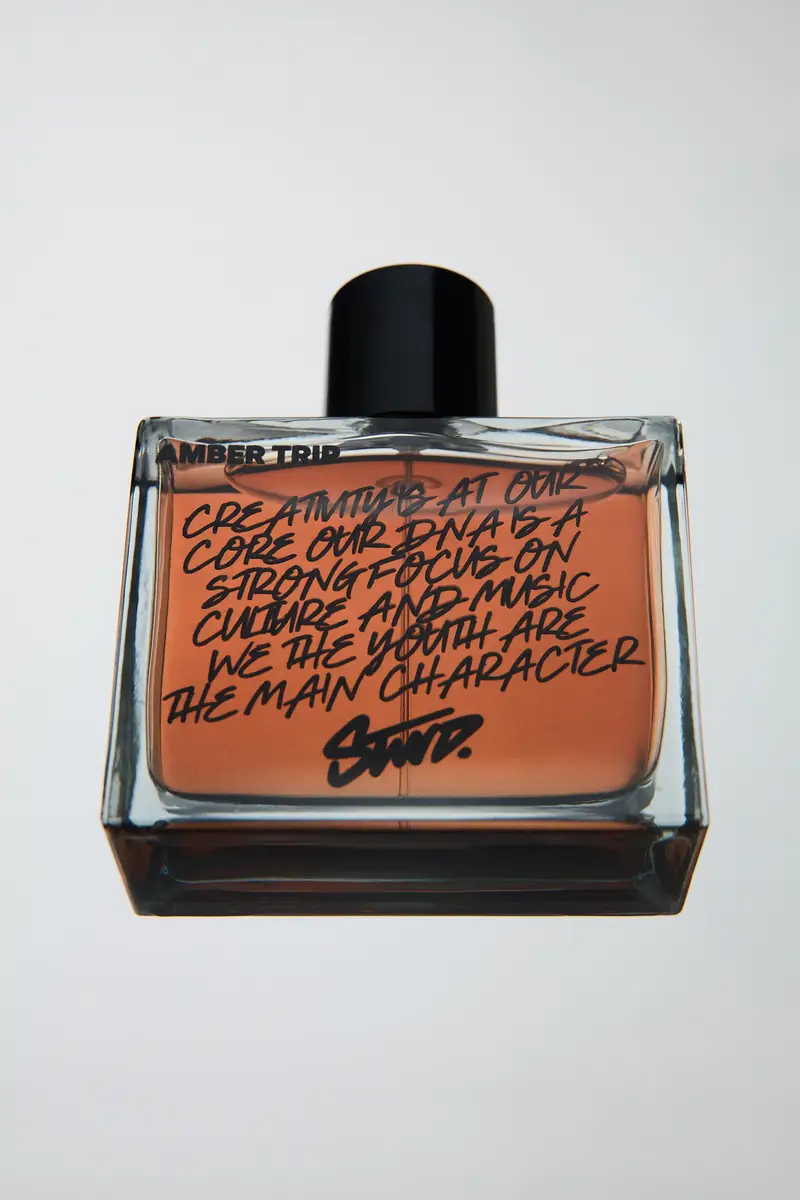 AMBER TRIP
CREATIVITY IS AT OUR
CORE OUR DNA IS A
STRONG FOCUS ON
CULTURE AND MUSIC
WE THE YOUTH ARE
THE MAIN CHARACTER
STWD.